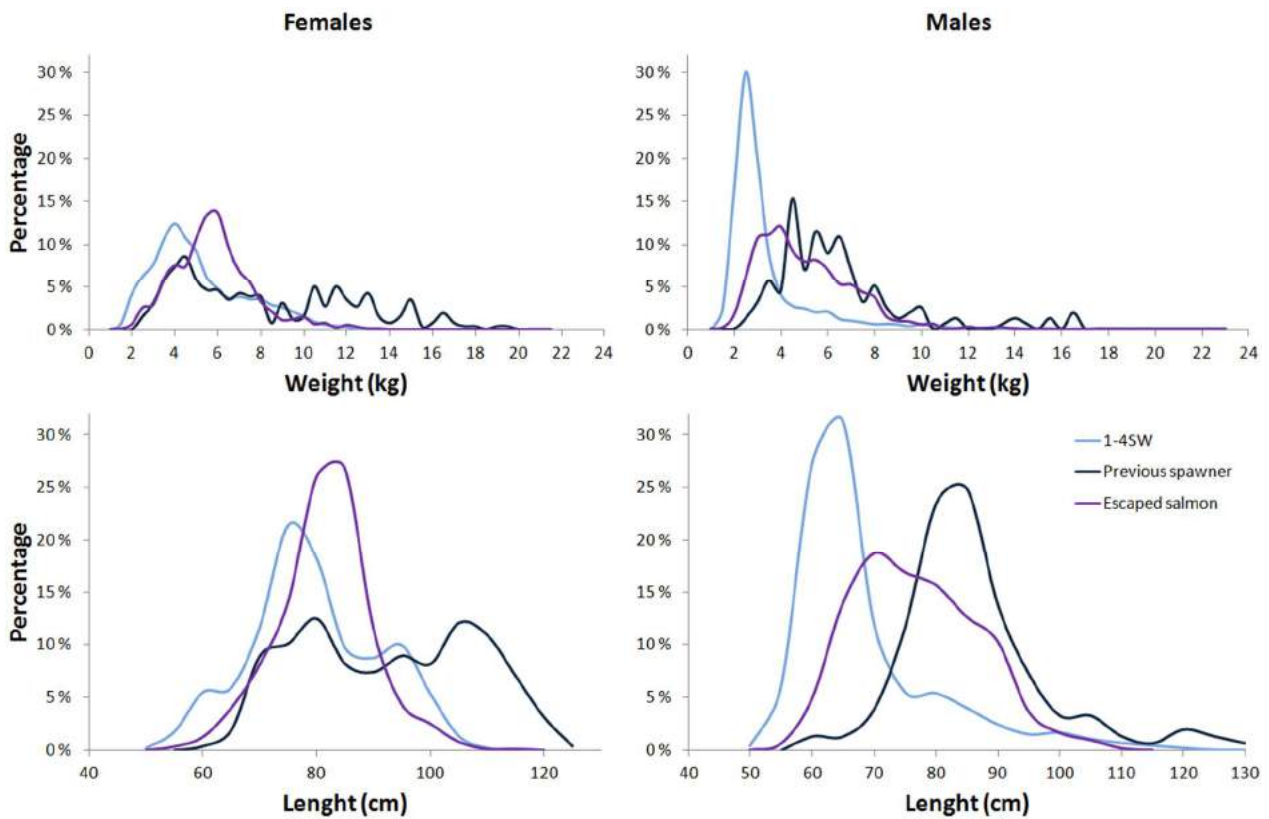 Females
Males
30 %
25 %
20 %
15 %
10 %
5 %
0 %
Percentage
0 2 4 6 8 10 12 14 16 18 20 22 24
Weight (kg)
30 %
25 %
20 %
15 %
10 %
5 %
0 %
0 2 4 6 8 10 12 14 16 18 20 22 24
Weight (kg)
30 %
25 %
20 %
15 %
10 %
5 %
0 %
Percentage
40 60 80 100 120
Lenght (cm)
30 %
25 %
20 %
15 %
10 %
5 %
0 %
1-4SW
Previous spawner
Escaped salmon
40 50 60 70 80 90 100 110 120 130
Lenght (cm)